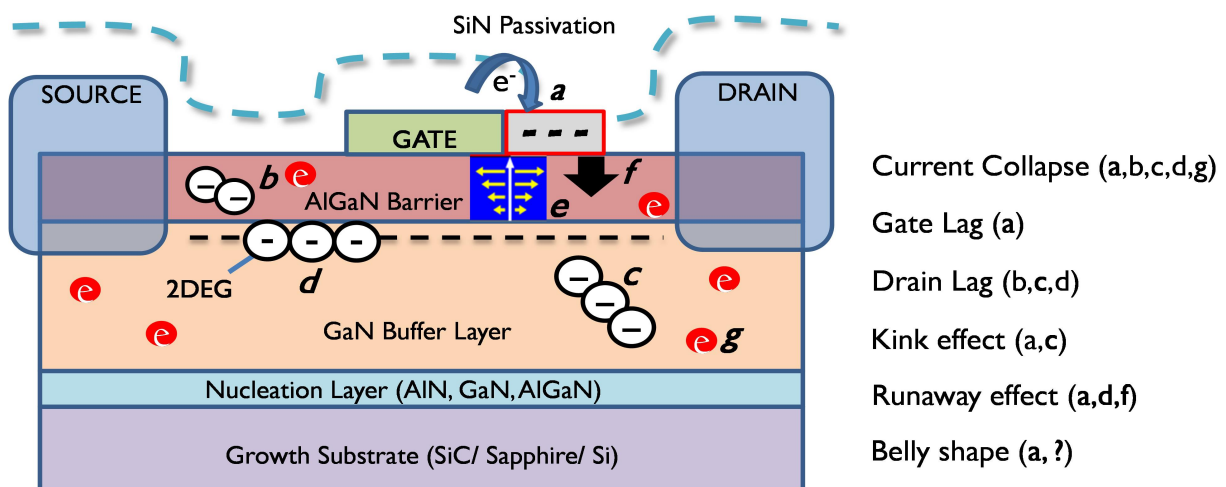 SiN Passivation
e-
a
SOURCE
DRAIN
GATE
- - -
b
e
f
AlGaN Barrier
e
e
- -
- - -
c
2DEG
d
- - -
e
e
e
GaN Buffer Layer
e g
Nucleation Layer (AlN, GaN, AlGaN)
Growth Substrate (SiC/ Sapphire/ Si)
Current Collapse (a,b,c,d,g)
Gate Lag (a)
Drain Lag (b,c,d)
Kink effect (a,c)
Runaway effect (a,d,f)
Belly shape (a, ?)